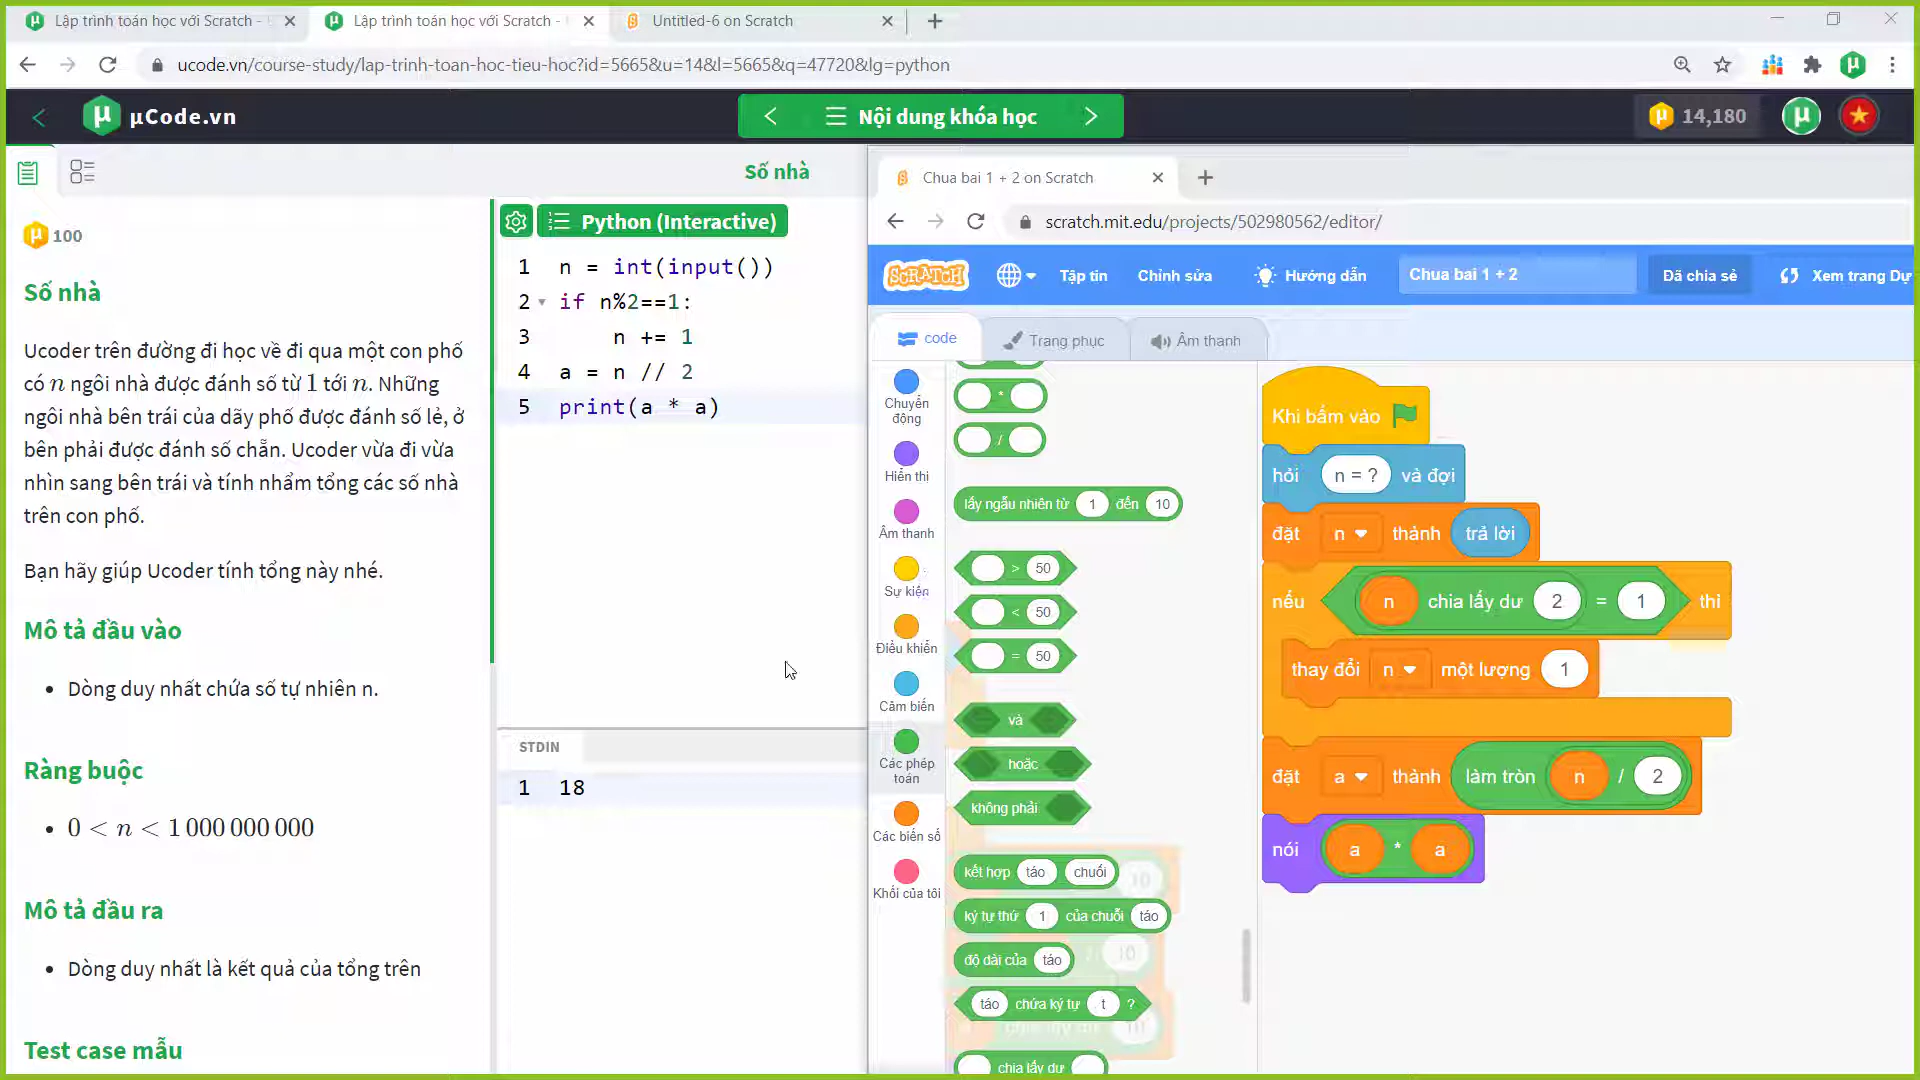 Lập trình toán học với Scratch -
Lập trình toán học với Scratch -
Untitled-6 on Scratch
ucode.vn/course-study/lap-trinh-toan-hoc-tieu-hoc?id=5665&u=14&l=5665&q=47720&lg=python
µCode.vn
Nội dung khóa học
14,180
Số nhà
100
Số nhà
Ucoder trên đường đi học về đi qua một con phố
có n ngôi nhà được đánh số từ 1 tới n. Những
ngôi nhà bên trái của dãy phố được đánh số lẻ, ở
bên phải được đánh số chẵn. Ucoder vừa đi vừa
nhìn sang bên trái và tính nhẩm tổng các số nhà
trên con phố.
Bạn hãy giúp Ucoder tính tổng này nhé.
Mô tả đầu vào
• Dòng duy nhất chứa số tự nhiên n.
Ràng buộc
• 0 < n < 1 000 000 000
Mô tả đầu ra
• Dòng duy nhất là kết quả của tổng trên
Test case mẫu
Python (Interactive)
1 n = int(input())
2 if n%2==1:
3 n += 1
4 a = n // 2
5 print(a * a)
STDIN
1 18
Chua bai 1 + 2 on Scratch
scratch.mit.edu/projects/502980562/editor/
SCRATCH
Tập tin
Chỉnh sửa
Hướng dẫn
Chua bai 1 + 2
Đã chia sẻ
Xem trang Dự
code
Trang phục
Âm thanh
Chuyển động
Hiển thị
Âm thanh
Sự kiện
Điều khiển
Cảm biến
Các phép toán
Các biến số
Khối của tôi
*
/
lấy ngẫu nhiên từ 1 đến 10
> 50
< 50
= 50
và
hoặc
không phải
kết hợp táo chuối
ký tự thứ 1 của chuỗi táo
độ dài của táo
táo chứa ký tự t ?
chia lấy dư
Khi bấm vào
hỏi n = ? và đợi
đặt n thành trả lời
nếu n chia lấy dư 2 = 1 thì
thay đổi n một lượng 1
đặt a thành làm tròn n / 2
nói a * a